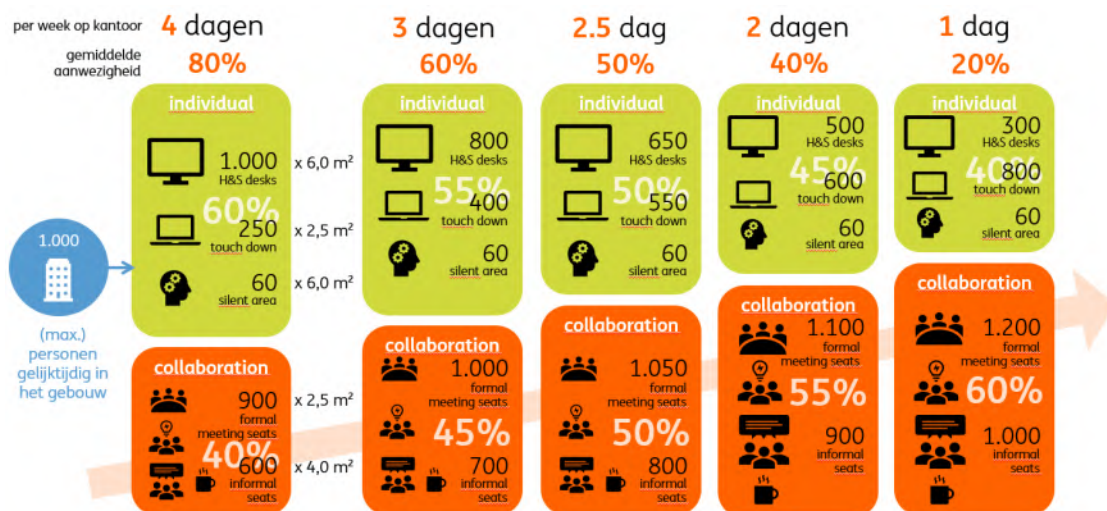 per week op kantoor
4 dagen
3 dagen
2.5 dag
2 dagen
1 dag
gemiddelde
aanwezigheid
80%
60%
50%
40%
20%
1.000
(max.)
personen
gelijktijdig in
het gebouw
individual
1.000
H&S desks
x 6,0 m²
60%
250
touch down
x 2,5 m²
60
silent area
x 6,0 m²
collaboration
900
formal
meeting seats
x 2,5 m²
40%
600
informal
seats
x 4,0 m²
individual
800
H&S desks
55%
400
touch down
60
silent area
collaboration
1.000
formal
meeting seats
45%
700
informal
seats
individual
650
H&S desks
50%
550
touch down
60
silent area
collaboration
1.050
formal
meeting seats
50%
800
informal
seats
individual
500
H&S desks
45%
600
touch down
60
silent area
collaboration
1.100
formal
meeting seats
55%
900
informal
seats
individual
300
H&S desks
40%
800
touch down
60
silent area
collaboration
1.200
formal
meeting seats
60%
1.000
informal
seats